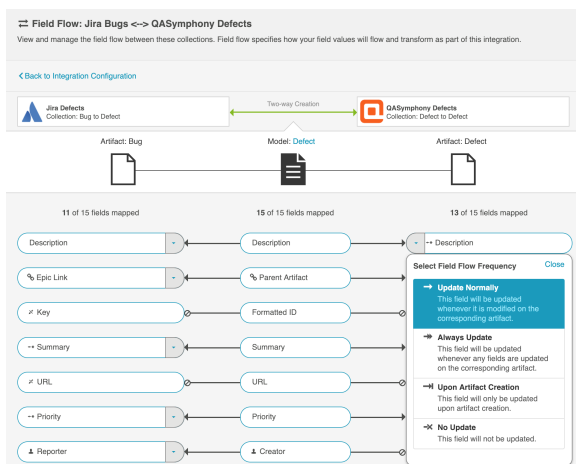 Field Flow: Jira Bugs <--> QASymphony Defects
View and manage the field flow between these collections. Field flow specifies how your field values will flow and transform as part of this integration.
Back to Integration Configuration
Jira Defects
Collection: Bug to Defect
Two-way Creation
QASymphony Defects
Collection: Defect to Defect
Artifact: Bug
Model: Defect
Artifact: Defect
11 of 15 fields mapped
15 of 15 fields mapped
13 of 15 fields mapped
Description
Description
Description
Epic Link
Parent Artifact
Key
Formatted ID
Summary
Summary
URL
URL
Priority
Priority
Reporter
Creator
Select Field Flow Frequency
Close
Update Normally
This field will be updated
whenever it is modified on the
corresponding artifact.
Always Update
This field will be updated
whenever any fields are updated
on the corresponding artifact.
Upon Artifact Creation
This field will only be updated
upon artifact creation.
No Update
This field will not be updated.